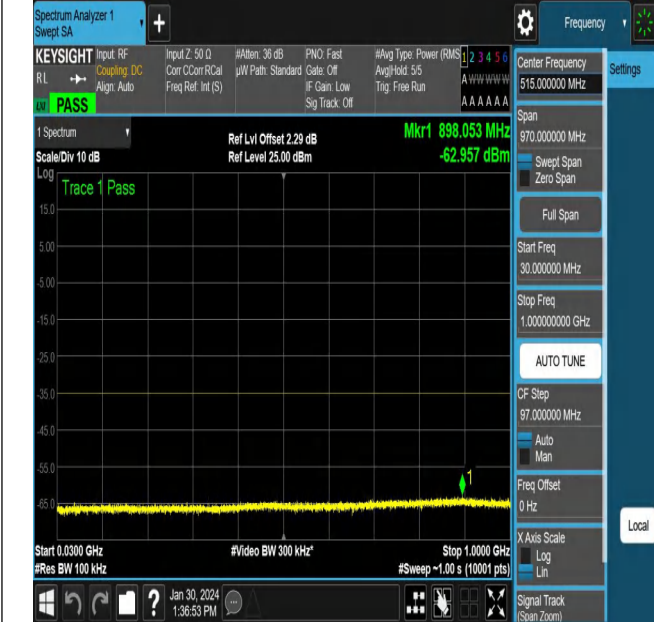 Spectrum Analyzer 1
Swept SA
+
Frequency
KEYSIGHT
RL
PASS
Input: RF
Coupling: DC
Align: Auto
Input Z: 50 Ω
Corr CCorr RCal
Freq Ref: Int (S)
#Atten: 36 dB
µW Path: Standard
PNO: Fast
Gate: Off
IF Gain: Low
Sig Track: Off
#Avg Type: Power (RMS
Avg|Hold: 5/5
Trig: Free Run
1 2 3 4 5 6
A W W W W W
A A A A A A
1 Spectrum
Scale/Div 10 dB
Ref Lvl Offset 2.29 dB
Ref Level 25.00 dBm
Mkr1 898.053 MHz
-62.957 dBm
Log
Trace 1 Pass
15.0
5.00
-5.00
-15.0
-25.0
-35.0
-45.0
-55.0
-65.0
1
Start 0.0300 GHz
#Res BW 100 kHz
#Video BW 300 kHz*
Stop 1.0000 GHz
#Sweep ~1.00 s (10001 pts)
Jan 30, 2024
1:36:53 PM
Center Frequency
515.000000 MHz
Settings
Span
970.000000 MHz
Swept Span
Zero Span
Full Span
Start Freq
30.000000 MHz
Stop Freq
1.000000000 GHz
AUTO TUNE
CF Step
97.000000 MHz
Auto
Man
Freq Offset
0 Hz
X Axis Scale
Log
Lin
Local
Signal Track
(Span Zoom)